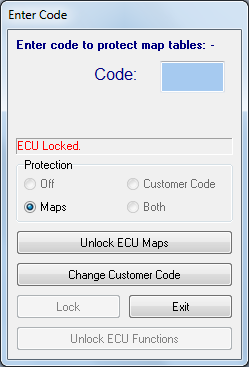 Enter Code
Enter code to protect map tables: -
Code:
ECU Locked.
Protection
Off
Customer Code
Maps
Both
Unlock ECU Maps
Change Customer Code
Lock
Exit
Unlock ECU Functions